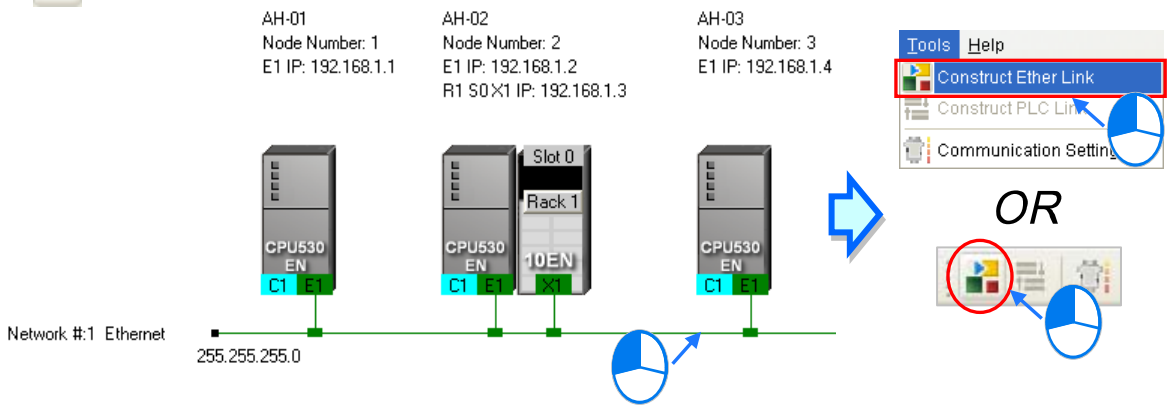 AH-01
Node Number: 1
E1 IP: 192.168.1.1
AH-02
Node Number: 2
E1 IP: 192.168.1.2
R1 S0 X1 IP: 192.168.1.3
AH-03
Node Number: 3
E1 IP: 192.168.1.4
CPU530
EN
C1 E1
CPU530
EN
C1 E1
Slot 0
Rack 1
10EN
X1
CPU530
EN
C1 E1
Network #:1 Ethernet
255.255.255.0
Tools Help
Construct Ether Link
Construct PLC Lin
Communication Setting
OR